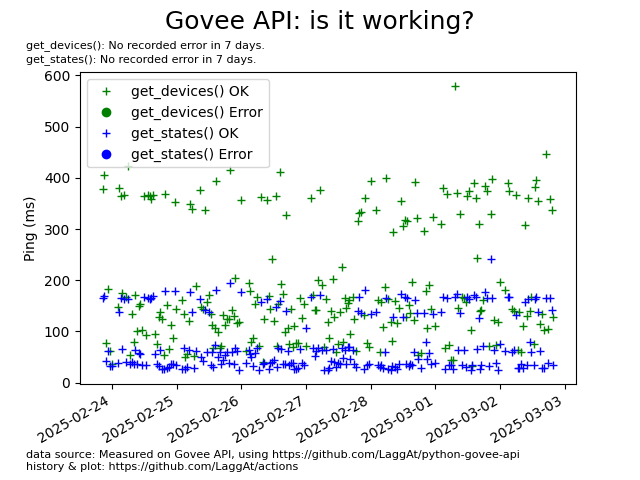 Govee API: is it working?
get_devices(): No recorded error in 7 days.
get_states(): No recorded error in 7 days.
600
500
400
300
200
100
0
Ping (ms)
get_devices() OK
get_devices() Error
get_states() OK
get_states() Error
2025-02-24
2025-02-25
2025-02-26
2025-02-27
2025-02-28
2025-03-01
2025-03-02
2025-03-03
data source: Measured on Govee API, using https://github.com/LaggAt/python-govee-api
history & plot: https://github.com/LaggAt/actions